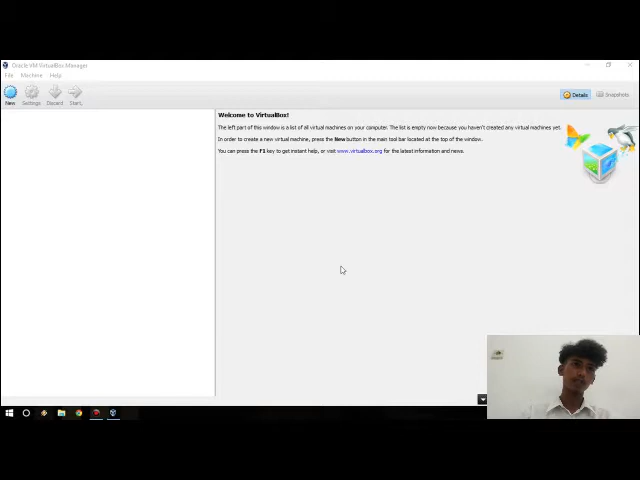 Oracle VM VirtualBox Manager
File Machine Help
New Settings Discard Start
Details Snapshots
Welcome to VirtualBox!
The left part of this window is a list of all virtual machines on your computer. The list is empty now because you haven't created any virtual machines yet.
In order to create a new virtual machine, press the New button in the main tool bar located at the top of the window.
You can press the F1 key to get instant help, or visit www.virtualbox.org for the latest information and news.